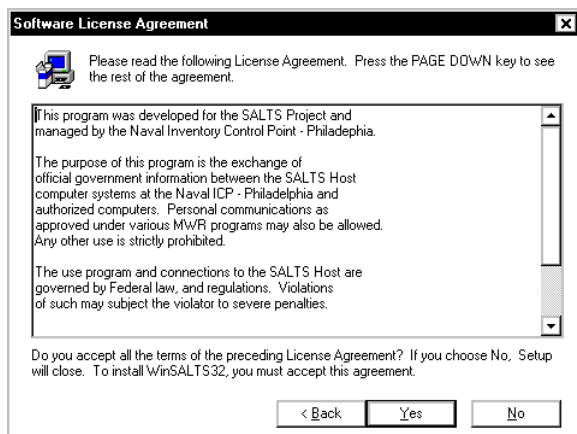 Software License Agreement
Please read the following License Agreement. Press the PAGE DOWN key to see
the rest of the agreement.
This program was developed for the SALTS Project and
managed by the Naval Inventory Control Point - Philadephia.
The purpose of this program is the exchange of
official government information between the SALTS Host
computer systems at the Naval ICP - Philadelphia and
authorized computers. Personal communications as
approved under various MWR programs may also be allowed.
Any other use is strictly prohibited.
The use program and connections to the SALTS Host are
governed by Federal law, and regulations. Violations
of such may subject the violator to severe penalties.
Do you accept all the terms of the preceding License Agreement? If you choose No, Setup
will close. To install WinSALTS32, you must accept this agreement.
< Back Yes No